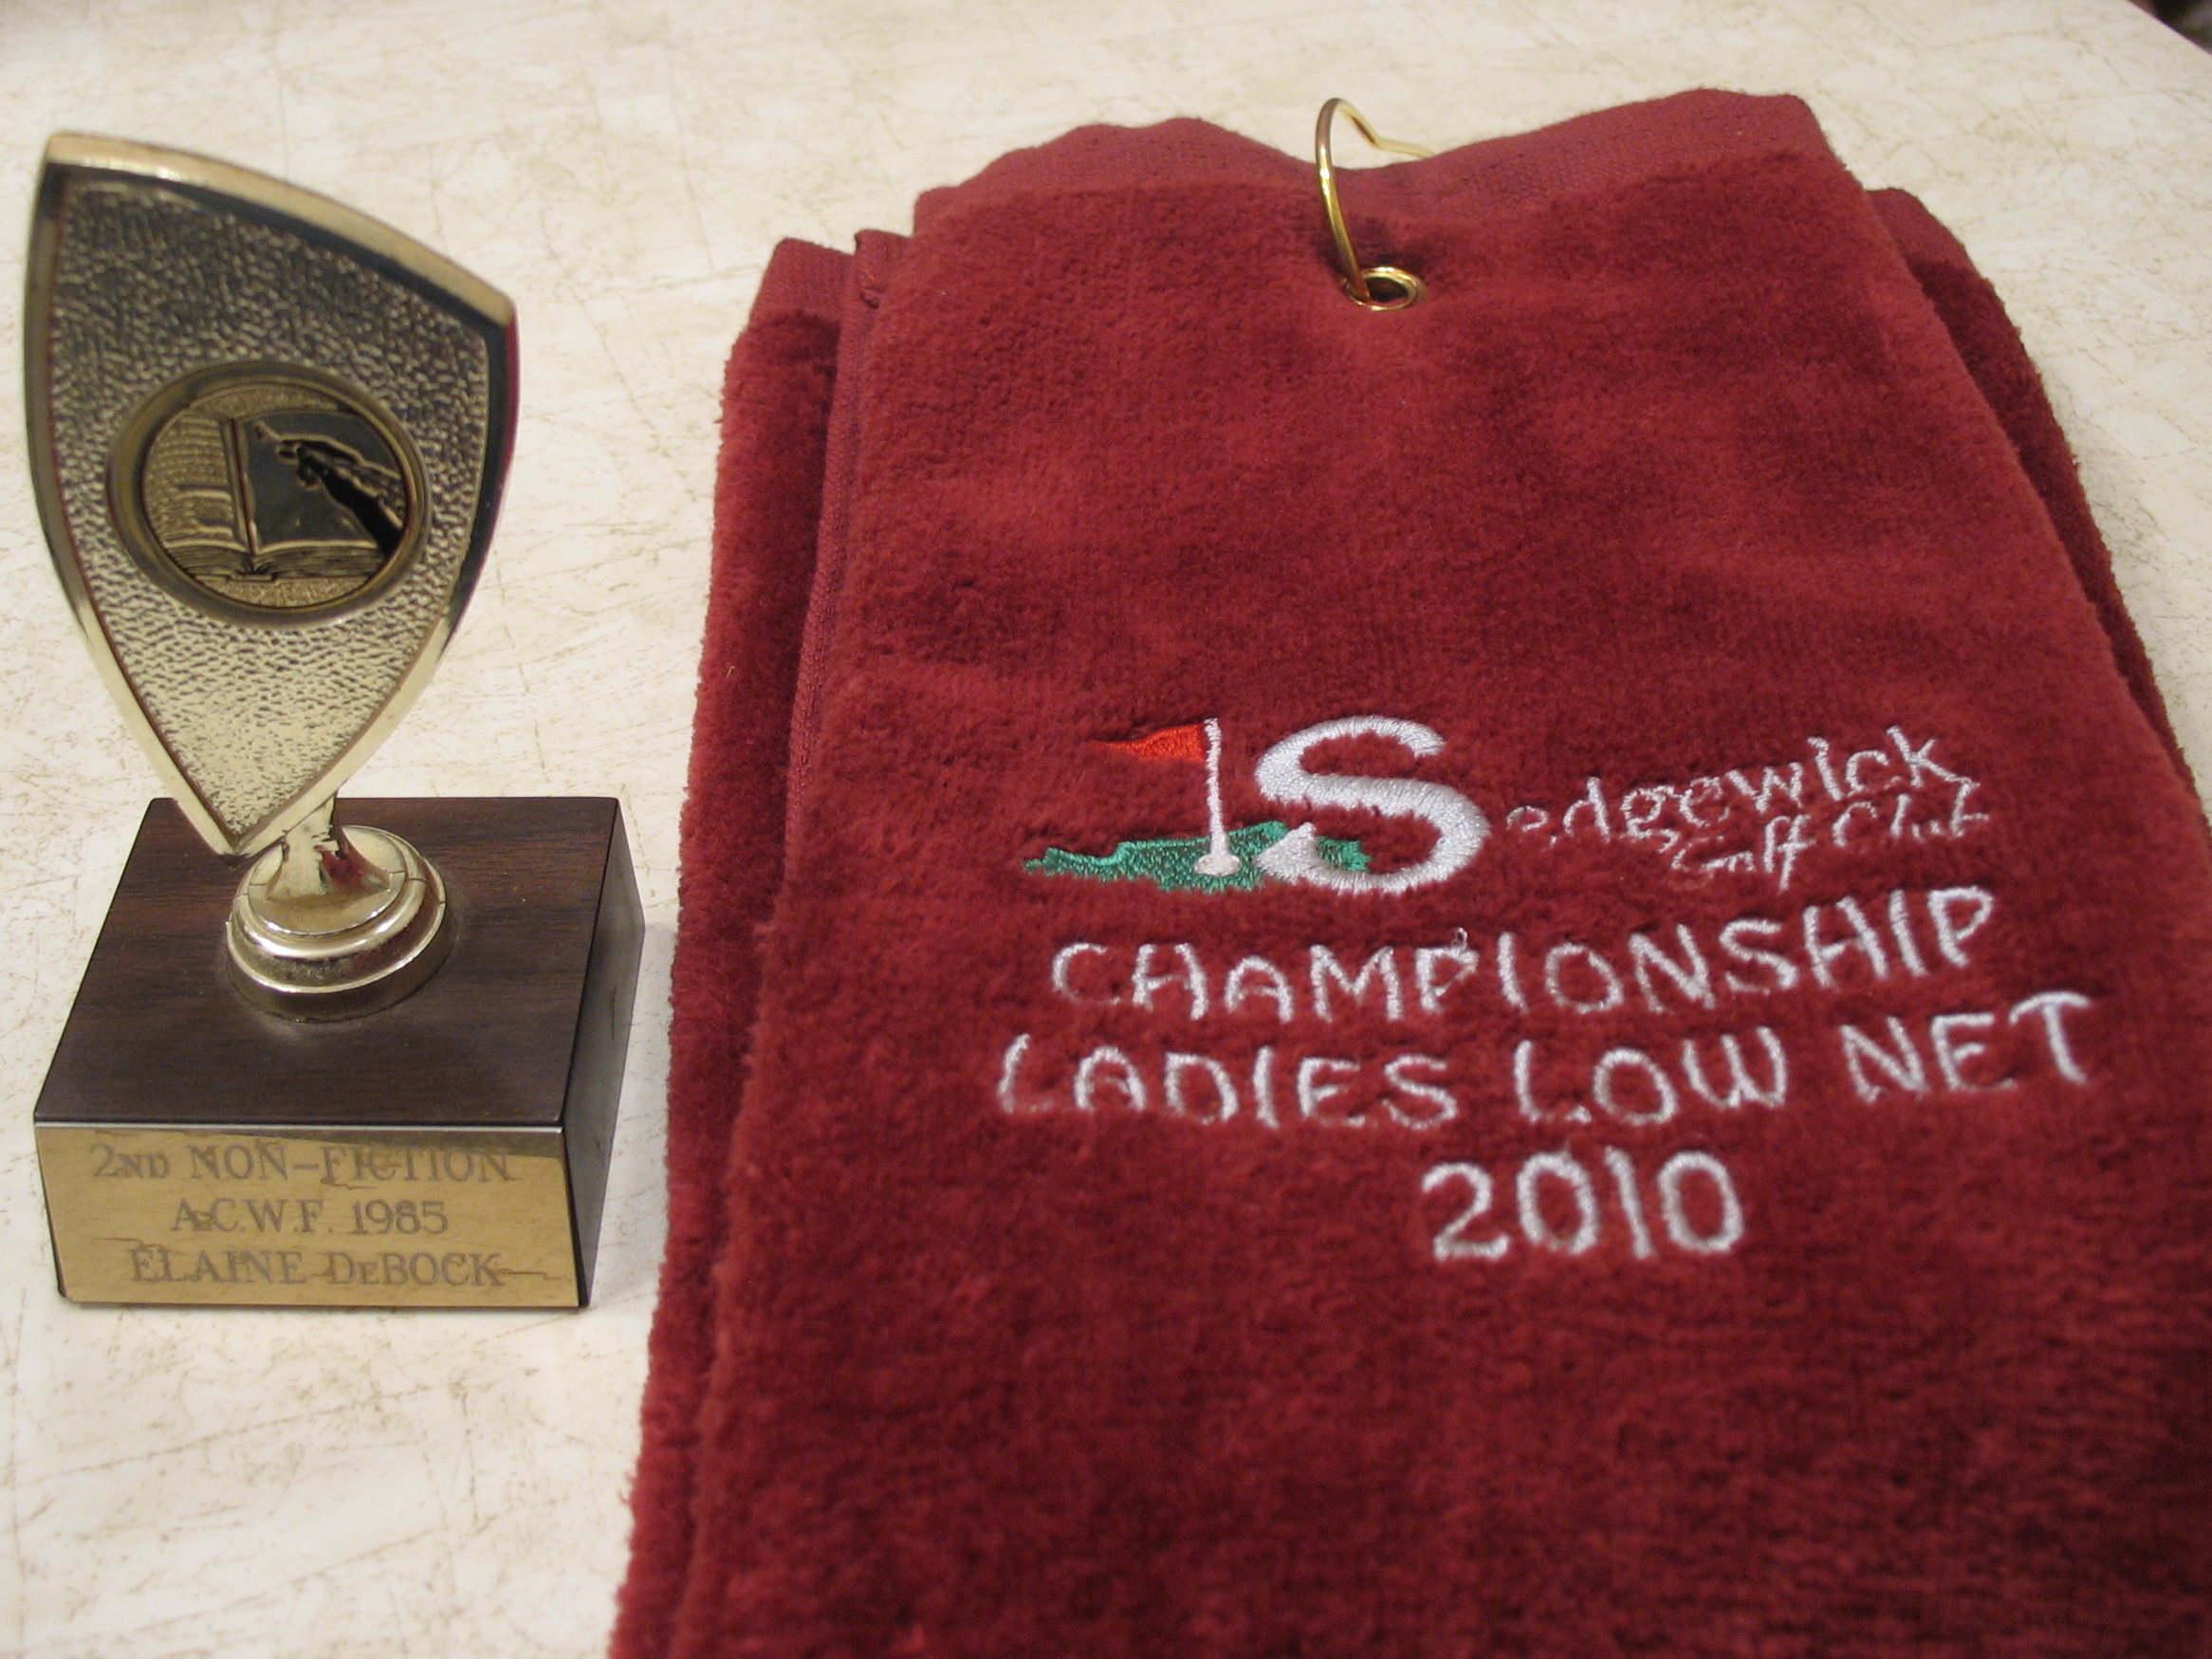 2ND NON-FICTION
A.C.W.F. 1985
ELAINE DEBOCK
Sedgewick
Golf Club
CHAMPIONSHIP
LADIES LOW NET
2010